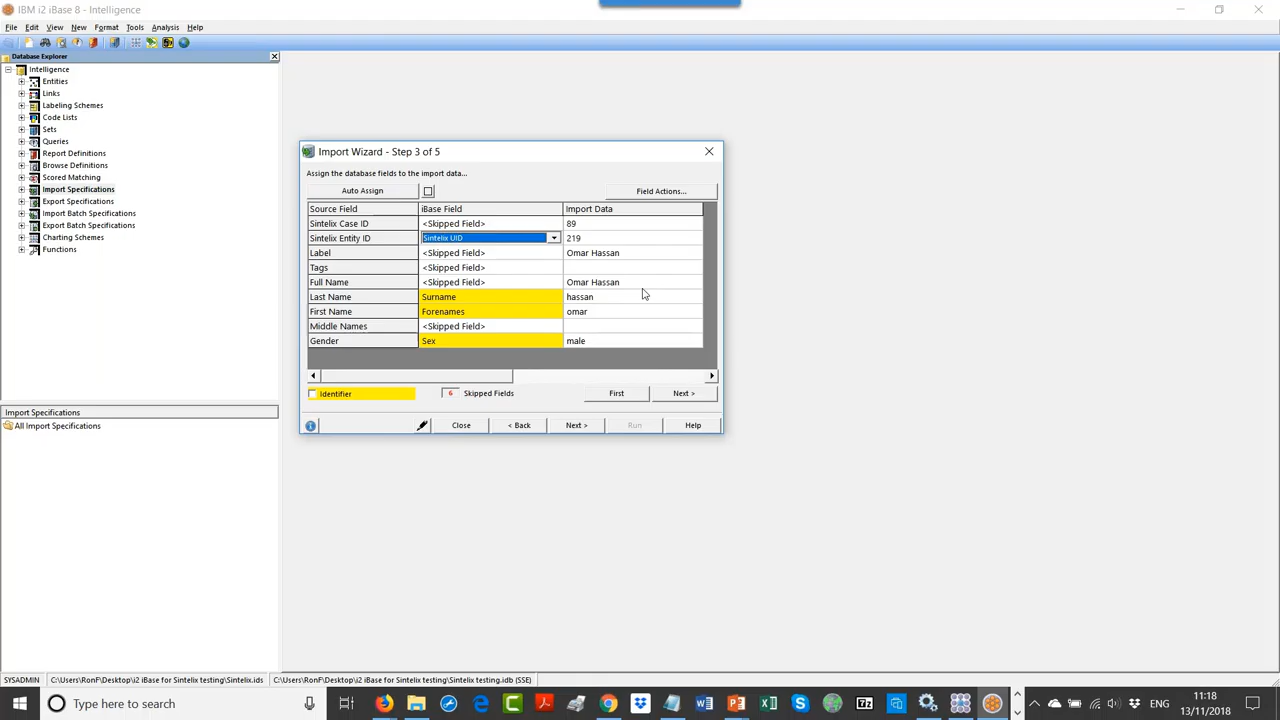 IBM i2 iBase 8 - Intelligence
File Edit View New Format Tools Analysis Help
Database Explorer
Intelligence
Entities
Links
Labeling Schemes
Code Lists
Sets
Queries
Report Definitions
Browse Definitions
Scored Matching
Import Specifications
Export Specifications
Import Batch Specifications
Export Batch Specifications
Charting Schemes
Functions
Import Specifications
All Import Specifications
Import Wizard - Step 3 of 5
Assign the database fields to the import data...
Auto Assign Field Actions...
Source Field iBase Field Import Data
Sintelix Case ID <Skipped Field> 89
Sintelix Entity ID Sintelix UID 219
Label <Skipped Field> Omar Hassan
Tags <Skipped Field>
Full Name <Skipped Field> Omar Hassan
Last Name Surname hassan
First Name Forenames omar
Middle Names <Skipped Field>
Gender Sex male
Identifier 6 Skipped Fields First Next >
Close < Back Next > Run Help
SYSADMIN C:\Users\RonF\Desktop\i2 iBase for Sintelix testing\Sintelix.ids C:\Users\RonF\Desktop\i2 iBase for Sintelix testing\Sintelix testing.idb (SSE)
Type here to search
ENG
11:18
13/11/2018